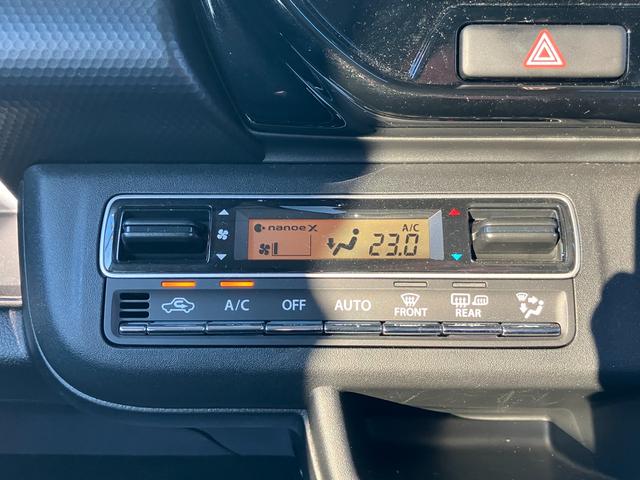 nanoe X
A/C
23.0
A/C OFF AUTO FRONT REAR